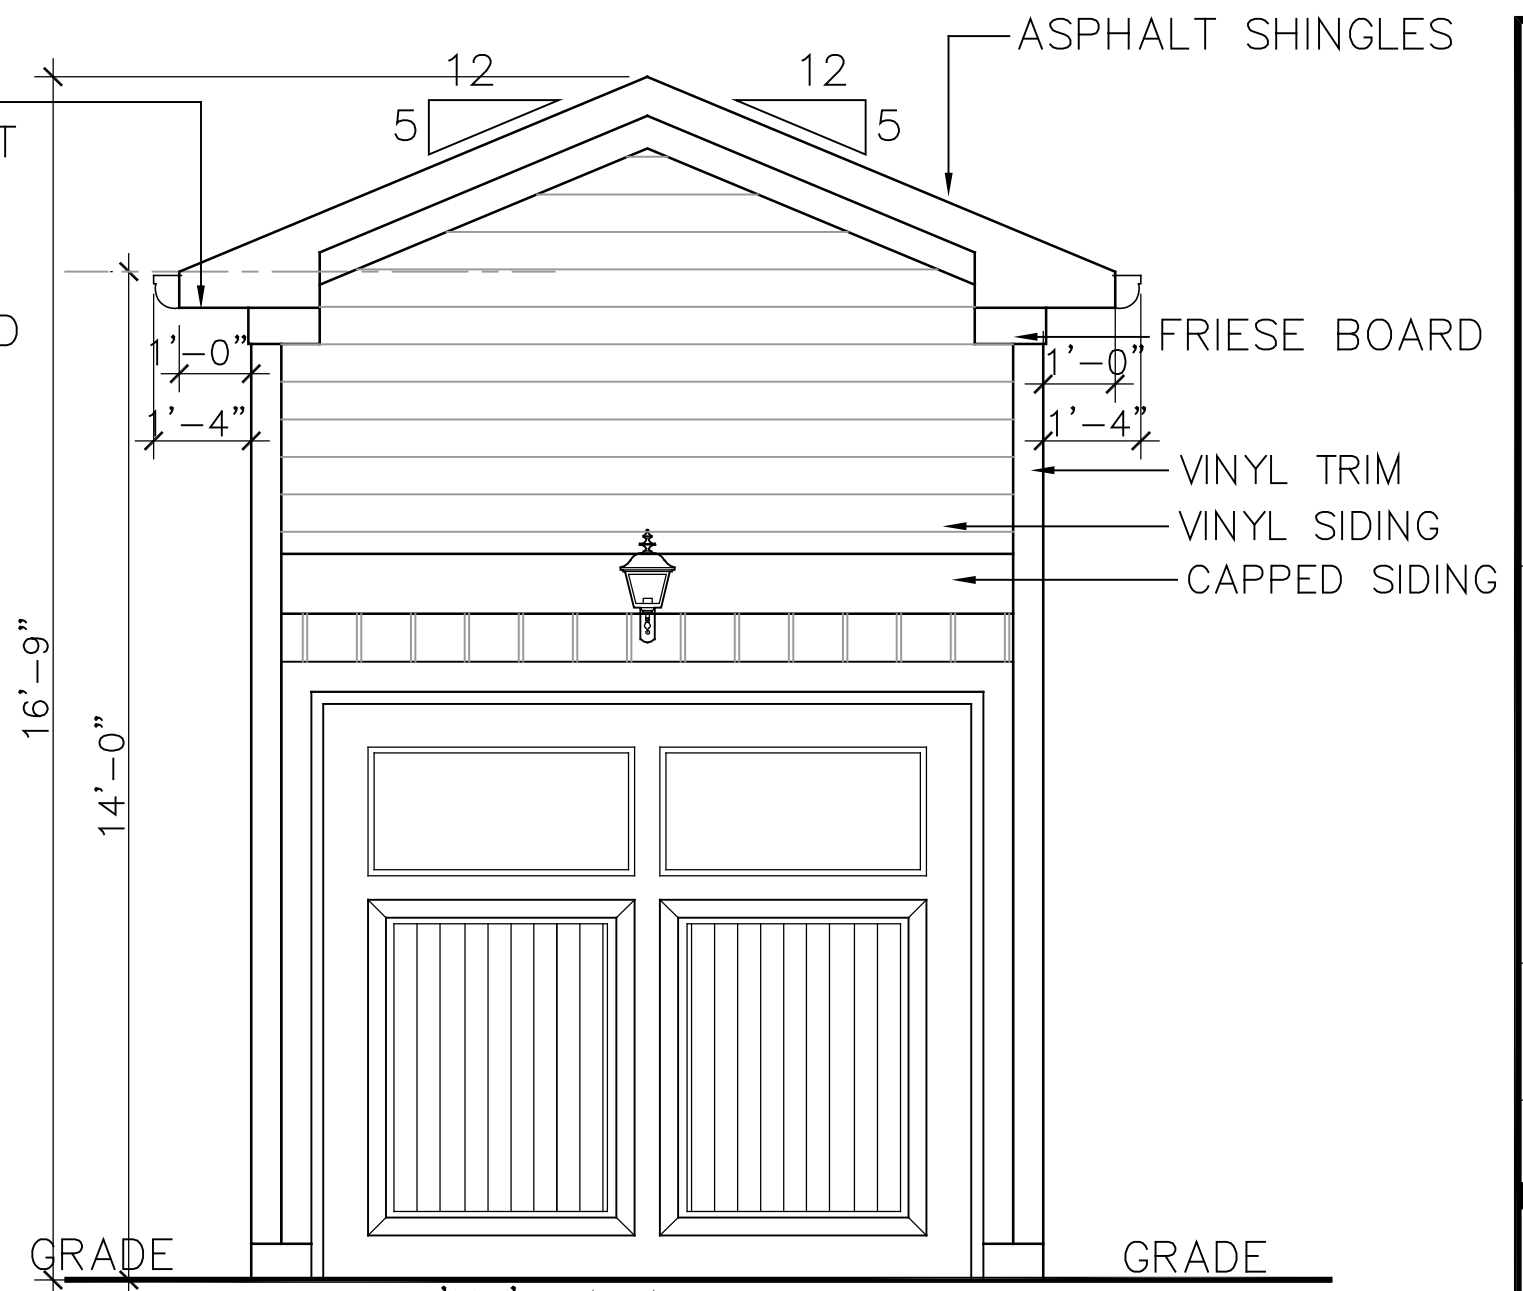 ASPHALT SHINGLES
12
12
5
5
T
D
FRIESE BOARD
1'-0"
1'-0"
1'-4"
1'-4"
VINYL TRIM
VINYL SIDING
CAPPED SIDING
16'-9"
14'-0"
GRADE
GRADE